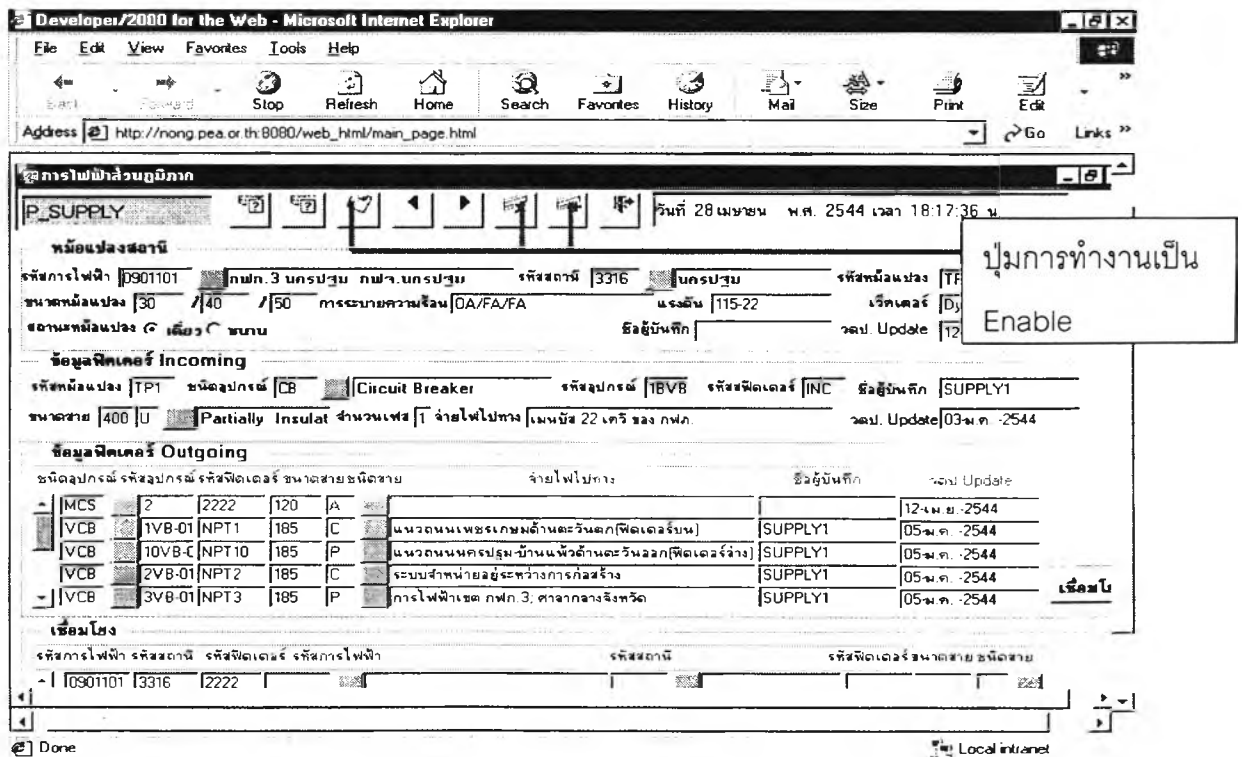 Developer/2000 for the Web - Microsoft Internet Explorer
File Edit View Favorites Tools Help
Back Forward Stop Refresh Home Search Favorites History Mail Size Print Edit
Address http://nong.pea.or.th:8080/web_html/main_page.html Go Links
การไฟฟ้าส่วนภูมิภาค
P_SUPPLY วันที่ 28 เมษายน พ.ศ. 2544 เวลา 18:17:36 น
ปุ่มการทำงานเป็น
Enable
หม้อแปลงสถานี
รหัสการไฟฟ้า 0901101 กฟก.3 นครปฐม กฟจ.นครปฐม รหัสสถานี 3316 นครปฐม รหัสหม้อแปลง
ขนาดหม้อแปลง 30 /40 /50 การระบายความร้อน OA/FA/FA แรงดัน 115-22 เวคเตอร์ Dy
สถานะหม้อแปลง เดี่ยว ขนาน ชื่อผู้บันทึก วดป. Update 12
ข้อมูลฟีดเดอร์ Incoming
รหัสหม้อแปลง TP1 ชนิดอุปกรณ์ CB Circuit Breaker รหัสอุปกรณ์ 1BVB รหัสฟีดเดอร์ INC ชื่อผู้บันทึก SUPPLY1
ขนาดสาย 400 U Partially Insulat จำนวนเฟส 1 จ่ายไฟไปทาง เมนบัส 22 เควี ของ กฟภ. วดป. Update 03-ม.ค. -2544
ข้อมูลฟีดเดอร์ Outgoing
ชนิดอุปกรณ์ รหัสอุปกรณ์ รหัสฟีดเดอร์ ขนาดสาย ชนิดสาย จ่ายไฟไปทาง ชื่อผู้บันทึก วดป Update
MCS 2 2222 120 A 12-เม.ย.-2544
VCB 1VB-01 NPT1 185 C แนวถนนเพชรเกษมด้านตะวันตก(ฟีดเดอร์บน) SUPPLY1 05-ม.ค. -2544
VCB 10VB-C NPT10 185 P แนวถนนนครปฐม-บ้านแพ้วด้านตะวันออก(ฟีดเดอร์ล่าง) SUPPLY1 05-ม.ค. -2544
VCB 2VB-01 NPT2 185 C ระบบจำหน่ายอยู่ระหว่างการก่อสร้าง SUPPLY1 05-ม.ค. -2544
VCB 3VB-01 NPT3 185 P การไฟฟ้าเขต กฟก.3; ศาลากลางจังหวัด SUPPLY1 05-ม.ค. -2544
เชื่อมโยง
รหัสการไฟฟ้า รหัสสถานี รหัสฟีดเดอร์ รหัสการไฟฟ้า รหัสสถานี รหัสฟีดเดอร์ ขนาดสาย ชนิดสาย
0901101 3316 2222
Done Local intranet